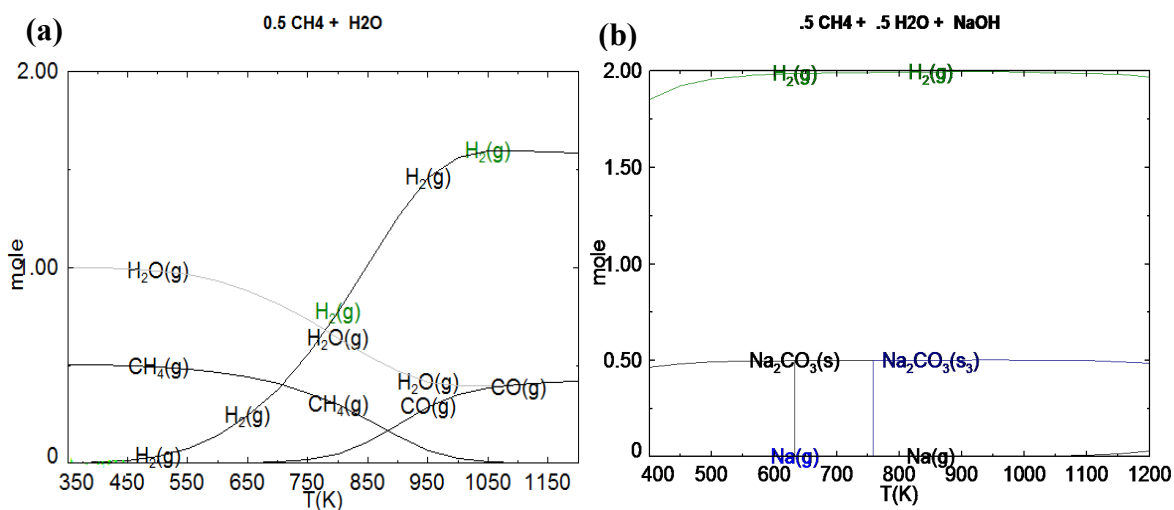 (a)
0.5 CH4 + H2O
2.00
1.00
0
mole
H₂(g)
H₂(g)
H₂O(g)
H₂(g)
H₂O(g)
H₂O(g)
CH₄(g)
CH₄(g)
CO(g)
CO(g)
H₂(g)
H₂(g)
350 450 550 650 750 850 950 1050 1150
T(K)
(b)
.5 CH4 + .5 H2O + NaOH
2.00
1.50
1.00
0.50
0
mole
H₂(g) H₂(g)
Na₂CO₃(s) Na₂CO₃(s₃)
Na(g) Na(g)
400 500 600 700 800 900 1000 1100 1200
T(K)